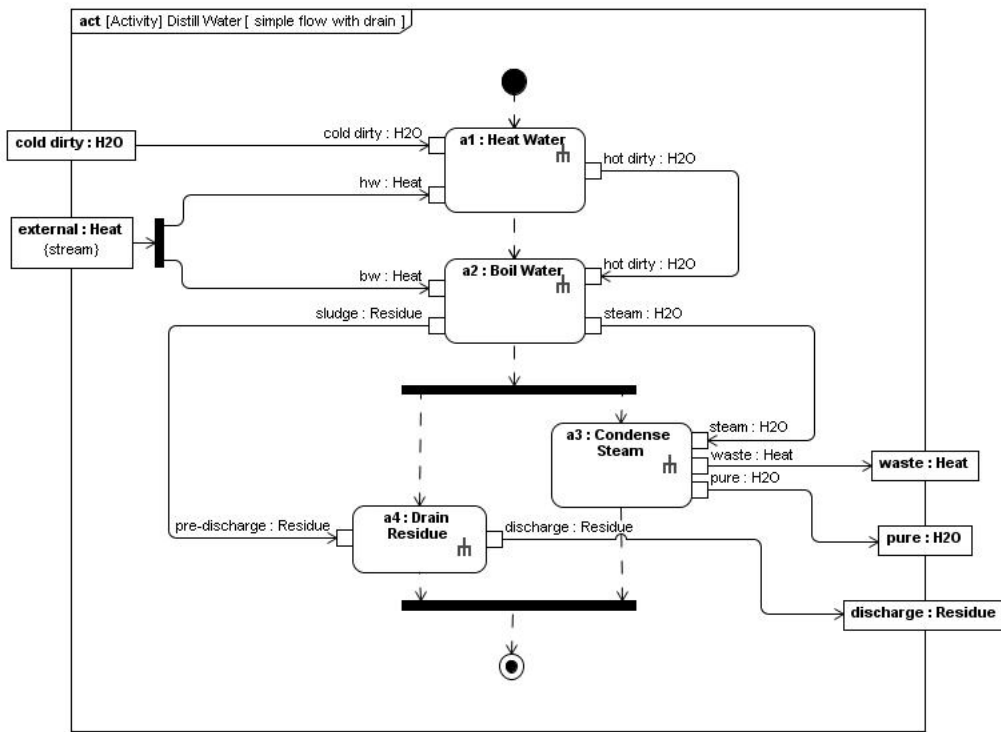 act [Activity] Distill Water [ simple flow with drain ]
cold dirty : H2O
cold dirty : H2O
a1 : Heat Water
hot dirty : H2O
hw : Heat
external : Heat
{stream}
bw : Heat
a2 : Boil Water
hot dirty : H2O
sludge : Residue
steam : H2O
a3 : Condense
Steam
steam : H2O
waste : Heat
waste : Heat
pure : H2O
pre-discharge : Residue
a4 : Drain
Residue
discharge : Residue
pure : H2O
discharge : Residue